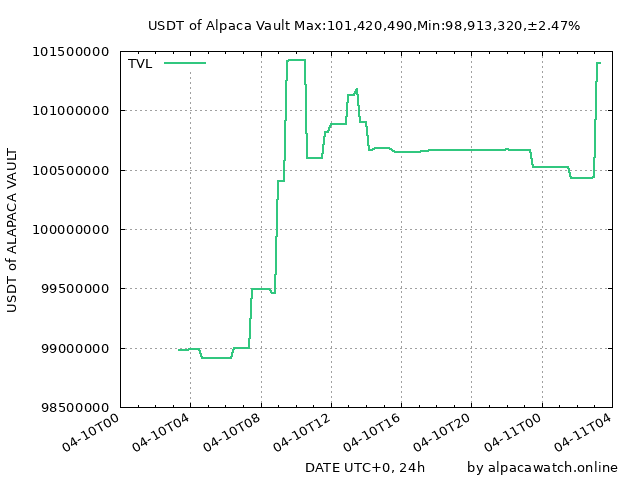 USDT of Alpaca Vault Max:101,420,490,Min:98,913,320,±2.47%
TVL
101500000
101000000
100500000
100000000
99500000
99000000
98500000
USDT of ALAPACA VAULT
04-10T00
04-10T04
04-10T08
04-10T12
04-10T16
04-10T20
04-11T00
04-11T04
DATE UTC+0, 24h
by alpacawatch.online